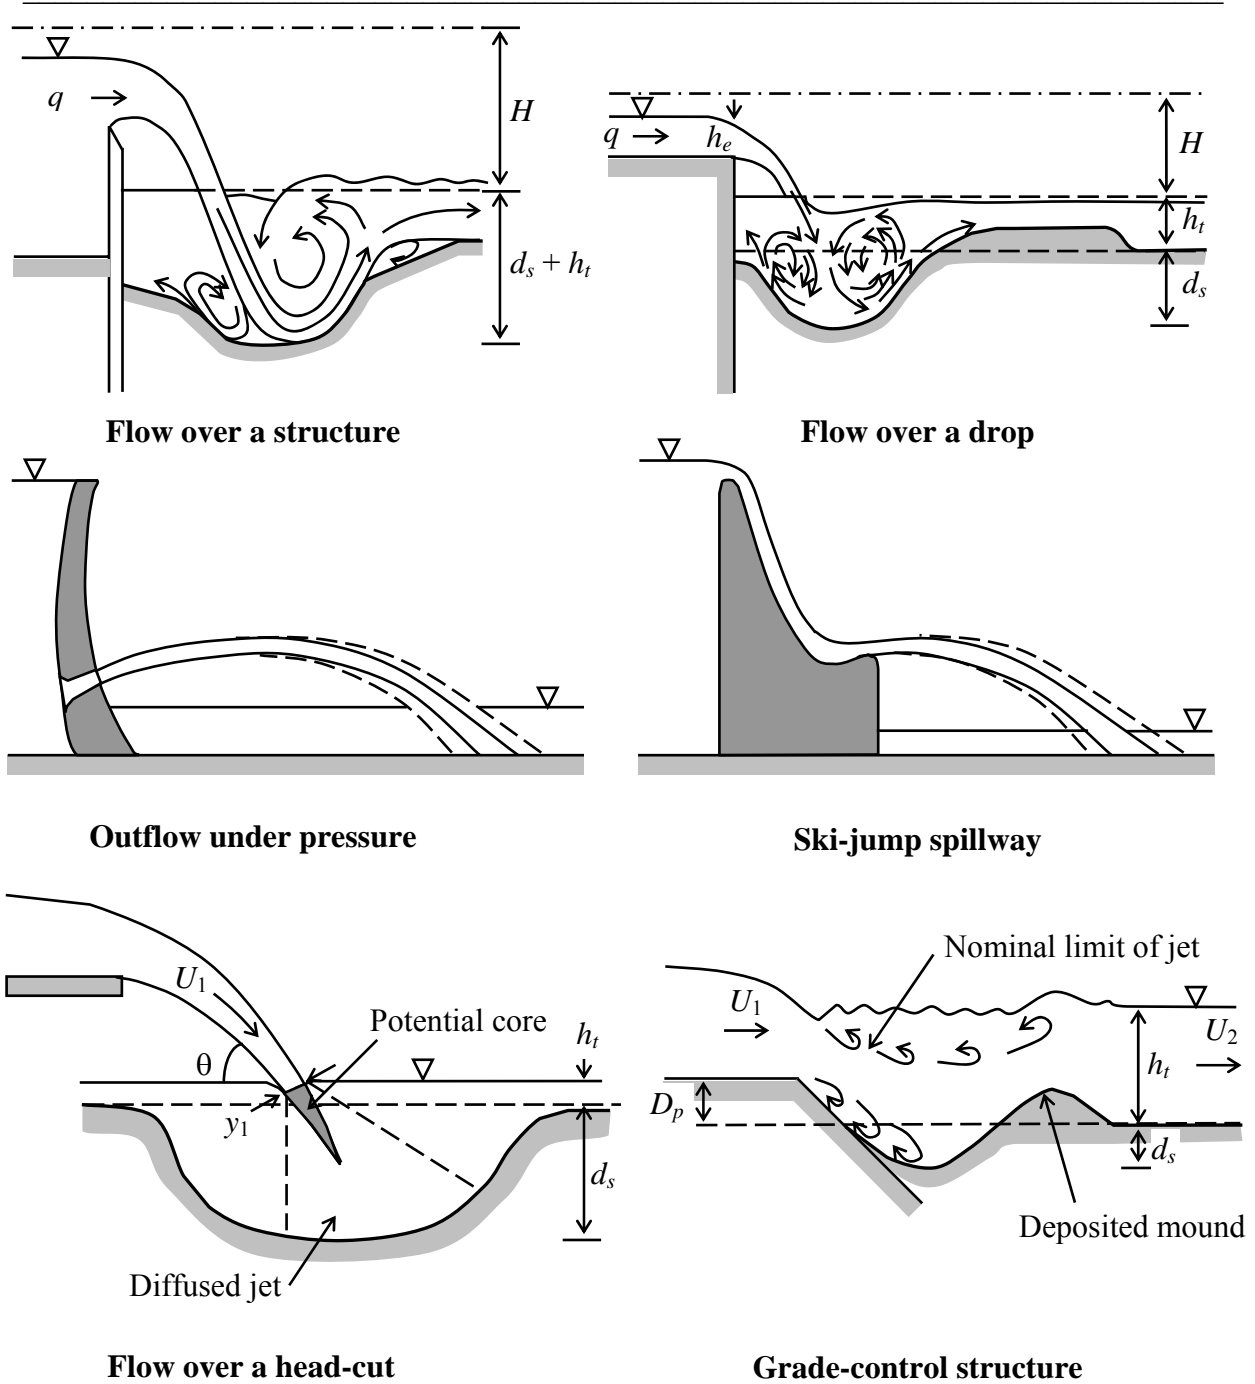 q
H
d_s + h_t
Flow over a structure
q
h_e
H
h_t
d_s
Flow over a drop
Outflow under pressure
Ski-jump spillway
U_1
Potential core
h_t
θ
y_1
d_s
Diffused jet
Flow over a head-cut
Nominal limit of jet
U_1
U_2
h_t
D_p
d_s
Deposited mound
Grade-control structure